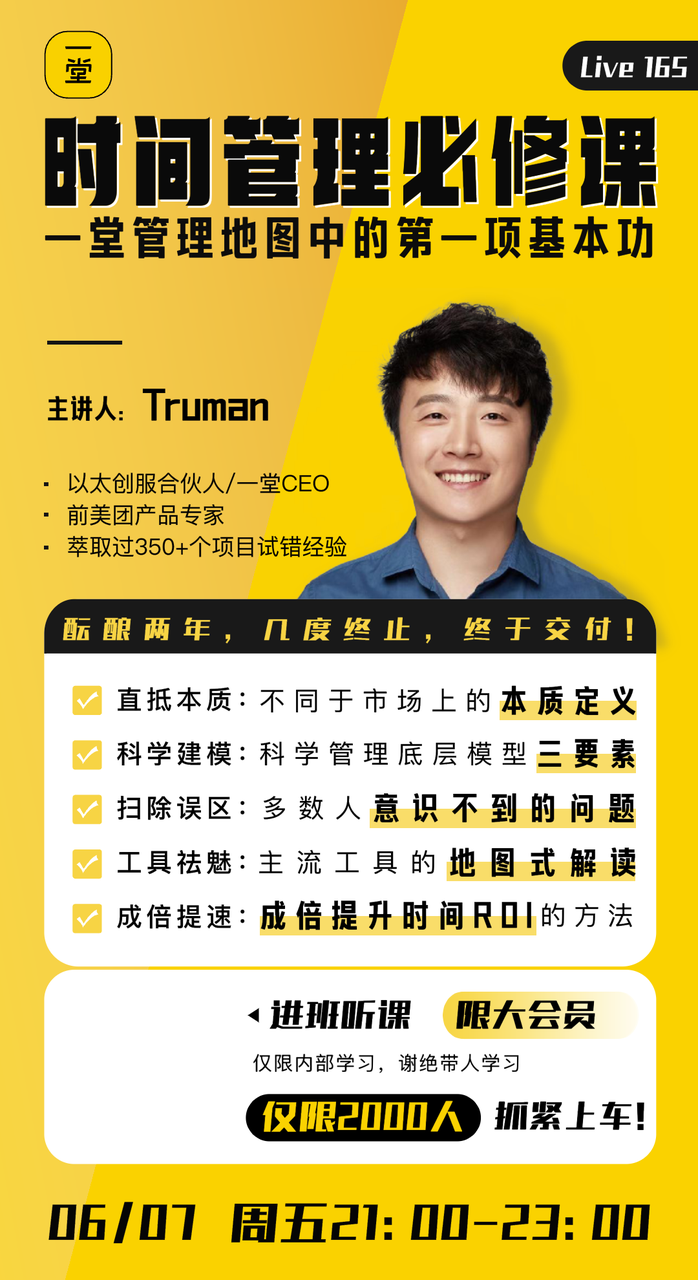 一堂
Live 165
时间管理必修课
一堂管理地图中的第一项基本功
主讲人：Truman
· 以太创服合伙人/一堂CEO
· 前美团产品专家
· 萃取过350+个项目试错经验
酝酿两年，几度终止，终于交付！
直抵本质：不同于市场上的本质定义
科学建模：科学管理底层模型三要素
扫除误区：多数人意识不到的问题
工具祛魅：主流工具的地图式解读
成倍提速：成倍提升时间ROI的方法
进班听课 限大会员
仅限内部学习，谢绝带人学习
仅限2000人 抓紧上车！
06/07 周五21：00-23：00